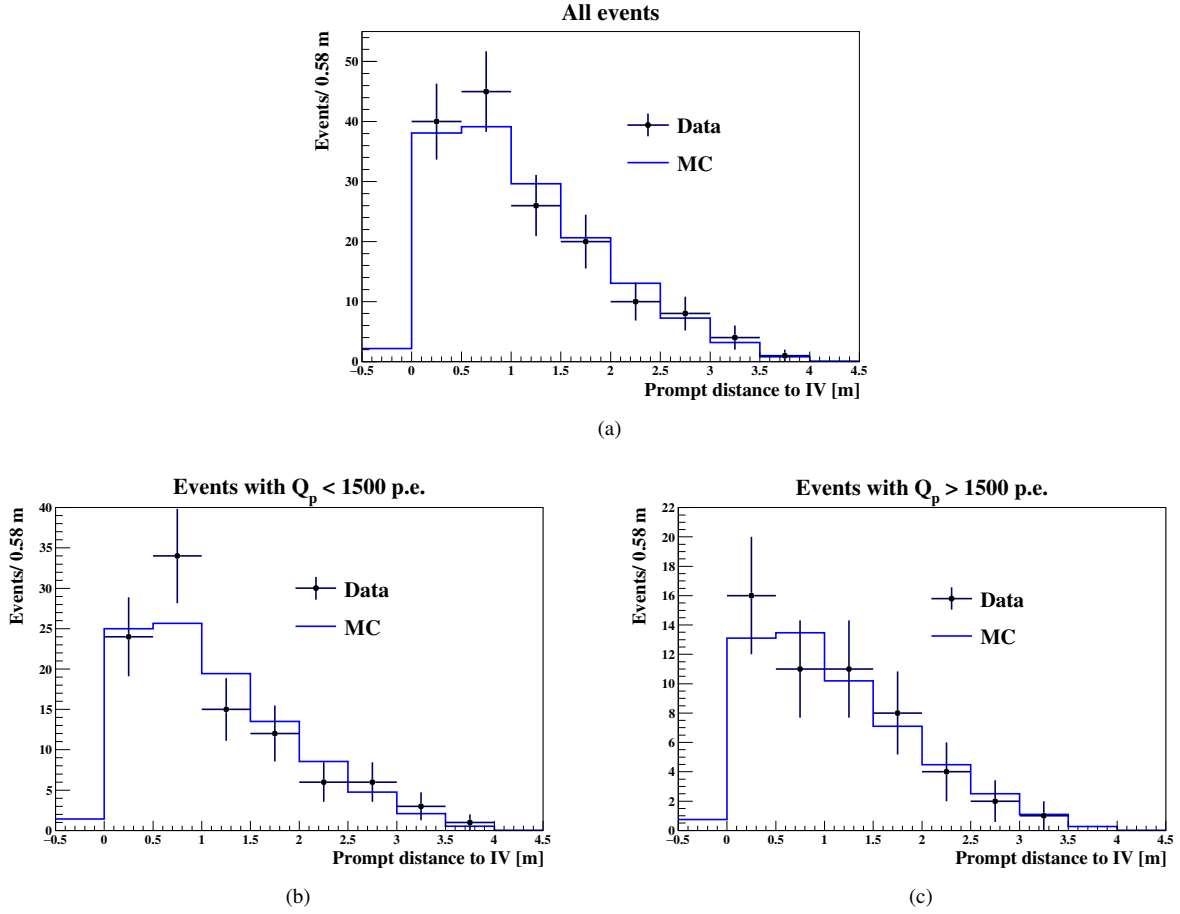 All events
Events/ 0.58 m
50
40
30
20
10
0
Data
MC
−0.5 0 0.5 1 1.5 2 2.5 3 3.5 4 4.5
Prompt distance to IV [m]
(a)
Events with Q_p < 1500 p.e.
Events/ 0.58 m
40
35
30
25
20
15
10
5
0
Data
MC
−0.5 0 0.5 1 1.5 2 2.5 3 3.5 4 4.5
Prompt distance to IV [m]
(b)
Events with Q_p > 1500 p.e.
Events/ 0.58 m
22
20
18
16
14
12
10
8
6
4
2
0
Data
MC
−0.5 0 0.5 1 1.5 2 2.5 3 3.5 4 4.5
Prompt distance to IV [m]
(c)